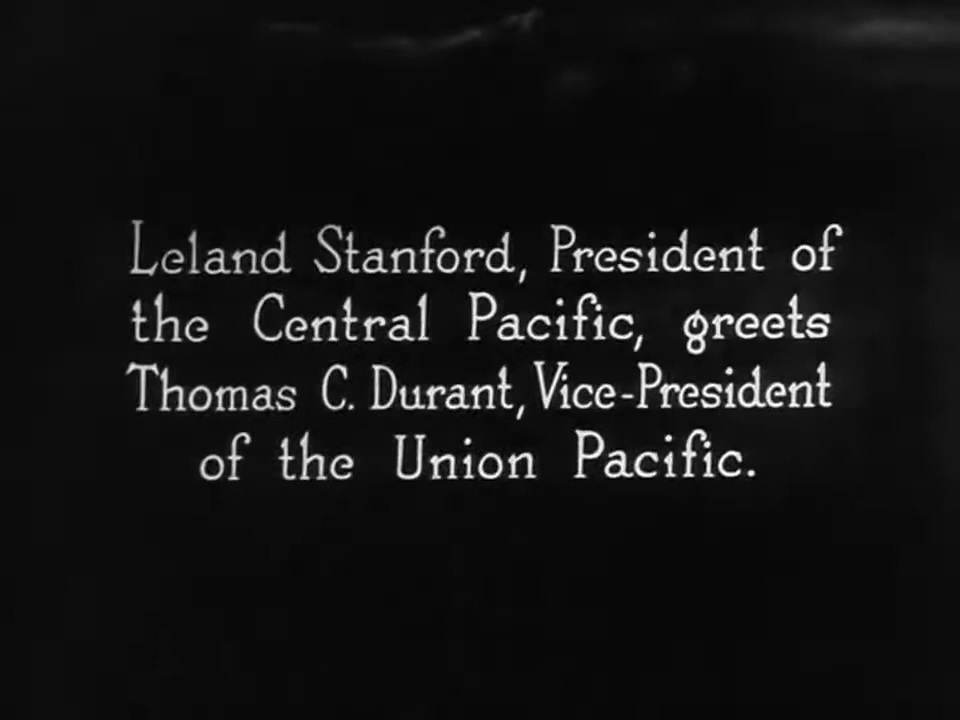 Leland Stanford, President of
the Central Pacific, greets
Thomas C. Durant, Vice-President
of the Union Pacific.